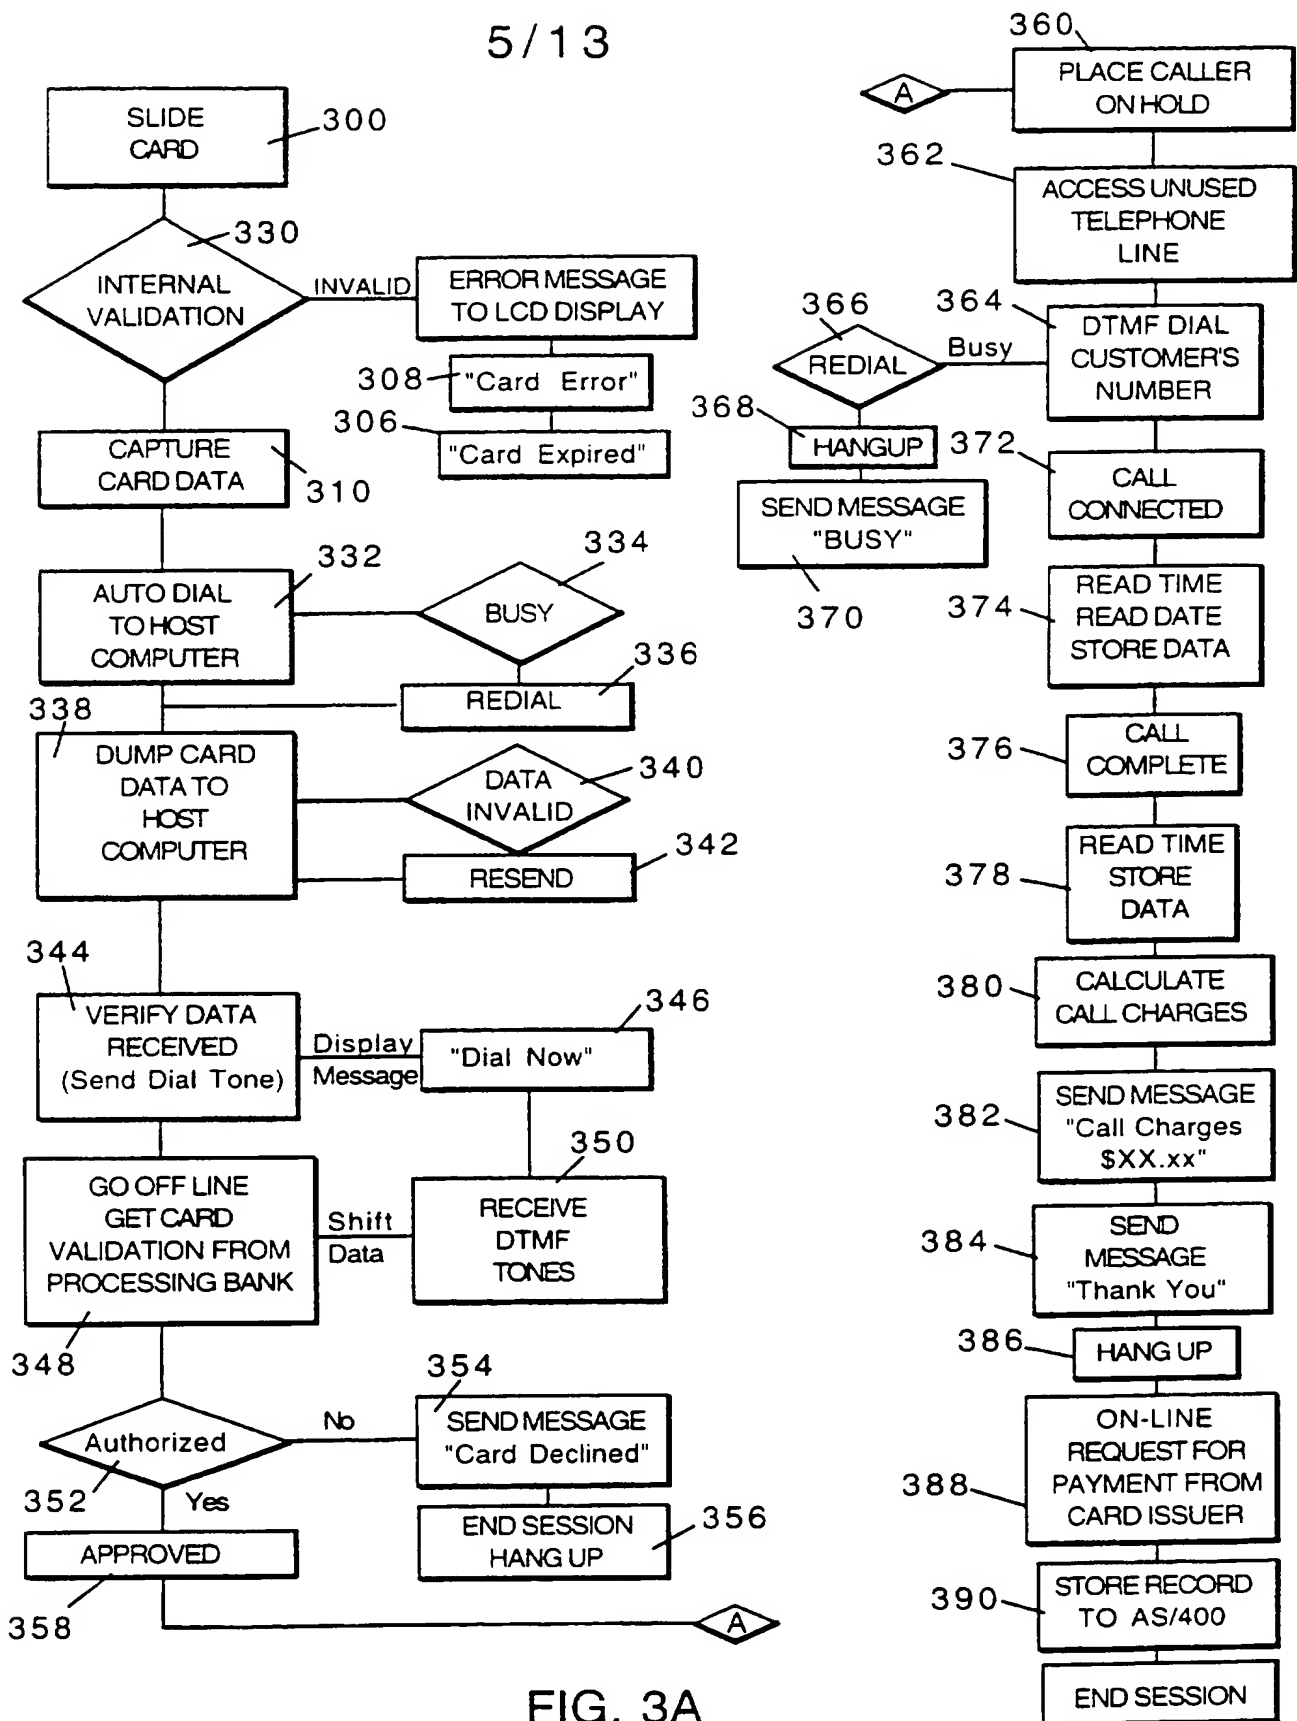 5/13
SLIDE
CARD
300
330
INTERNAL
VALIDATION
INVALID
ERROR MESSAGE
TO LCD DISPLAY
308
"Card Error"
306
"Card Expired"
CAPTURE
CARD DATA
310
332
AUTO DIAL
TO HOST
COMPUTER
334
BUSY
336
REDIAL
338
DUMP CARD
DATA TO
HOST
COMPUTER
340
DATA
INVALID
342
RESEND
344
VERIFY DATA
RECEIVED
(Send Dial Tone)
Display
Message
346
"Dial Now"
350
GO OFF LINE
GET CARD
VALIDATION FROM
PROCESSING BANK
Shift
Data
RECEIVE
DTMF
TONES
348
354
Authorized
No
SEND MESSAGE
"Card Declined"
352
Yes
END SESSION
HANG UP
356
APPROVED
358
A
360
A
PLACE CALLER
ON HOLD
362
ACCESS UNUSED
TELEPHONE
LINE
364
DTMF DIAL
CUSTOMER'S
NUMBER
366
Busy
REDIAL
368
HANGUP
SEND MESSAGE
"BUSY"
370
372
CALL
CONNECTED
374
READ TIME
READ DATE
STORE DATA
376
CALL
COMPLETE
378
READ TIME
STORE
DATA
380
CALCULATE
CALL CHARGES
382
SEND MESSAGE
"Call Charges
$XX.xx"
384
SEND
MESSAGE
"Thank You"
386
HANG UP
388
ON-LINE
REQUEST FOR
PAYMENT FROM
CARD ISSUER
390
STORE RECORD
TO AS/400
END SESSION
FIG. 3A